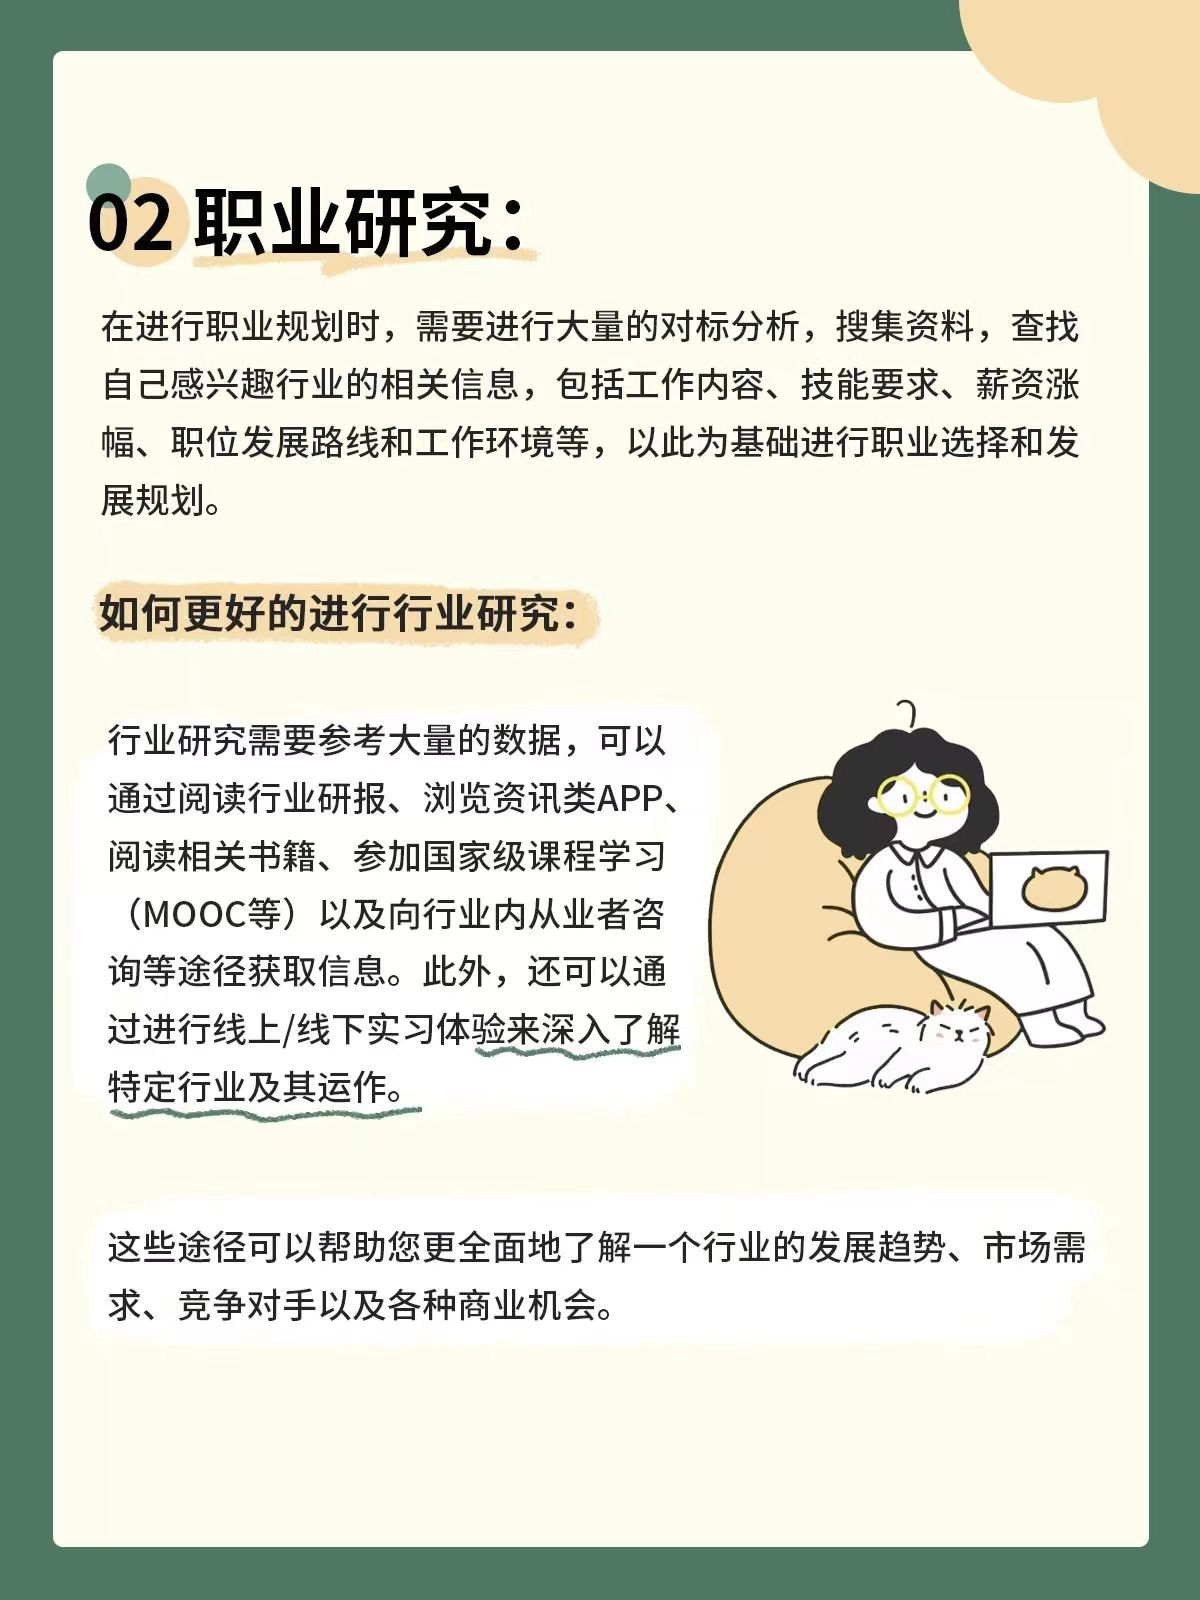 02 职业研究：
在进行职业规划时，需要进行大量的对标分析，搜集资料，查找
自己感兴趣行业的相关信息，包括工作内容、技能要求、薪资涨
幅、职位发展路线和工作环境等，以此为基础进行职业选择和发
展规划。
如何更好的进行行业研究：
行业研究需要参考大量的数据，可以
通过阅读行业研报、浏览资讯类APP、
阅读相关书籍、参加国家级课程学习
（MOOC等）以及向行业内从业者咨
询等途径获取信息。此外，还可以通
过进行线上/线下实习体验来深入了解
特定行业及其运作。
这些途径可以帮助您更全面地了解一个行业的发展趋势、市场需
求、竞争对手以及各种商业机会。